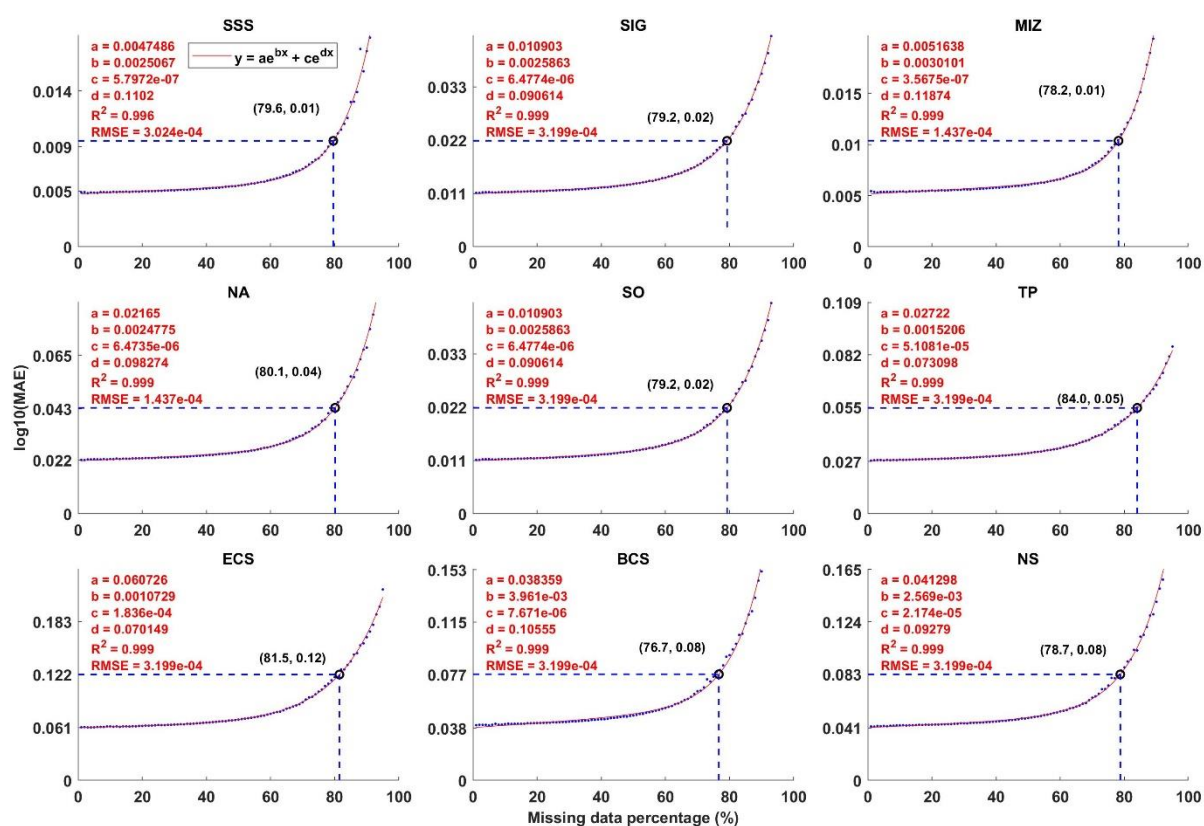 SSS
a = 0.0047486
b = 0.0025067
c = 5.7972e-07
d = 0.1102
R² = 0.996
RMSE = 3.024e-04
y = ae^bx + ce^dx
(79.6, 0.01)
0.014
0.009
0.005
0
0 20 40 60 80 100
SIG
a = 0.010903
b = 0.0025863
c = 6.4774e-06
d = 0.090614
R² = 0.999
RMSE = 3.199e-04
(79.2, 0.02)
0.033
0.022
0.011
0
0 20 40 60 80 100
MIZ
a = 0.0051638
b = 0.0030101
c = 3.5675e-07
d = 0.11874
R² = 0.999
RMSE = 1.437e-04
(78.2, 0.01)
0.015
0.01
0.005
0
0 20 40 60 80 100
log10(MAE)
NA
a = 0.02165
b = 0.0024775
c = 6.4735e-06
d = 0.098274
R² = 0.999
RMSE = 1.437e-04
(80.1, 0.04)
0.065
0.043
0.022
0
0 20 40 60 80 100
SO
a = 0.010903
b = 0.0025863
c = 6.4774e-06
d = 0.090614
R² = 0.999
RMSE = 3.199e-04
(79.2, 0.02)
0.033
0.022
0.011
0
0 20 40 60 80 100
TP
a = 0.02722
b = 0.0015206
c = 5.1081e-05
d = 0.073098
R² = 0.999
RMSE = 3.199e-04
(84.0, 0.05)
0.109
0.082
0.055
0.027
0
0 20 40 60 80 100
ECS
a = 0.060726
b = 0.0010729
c = 1.836e-04
d = 0.070149
R² = 0.999
RMSE = 3.199e-04
(81.5, 0.12)
0.183
0.122
0.061
0
0 20 40 60 80 100
BCS
a = 0.038359
b = 3.961e-03
c = 7.671e-06
d = 0.10555
R² = 0.999
RMSE = 3.199e-04
(76.7, 0.08)
0.153
0.115
0.077
0.038
0
0 20 40 60 80 100
NS
a = 0.041298
b = 2.569e-03
c = 2.174e-05
d = 0.09279
R² = 0.999
RMSE = 3.199e-04
(78.7, 0.08)
0.165
0.124
0.083
0.041
0
0 20 40 60 80 100
Missing data percentage (%)